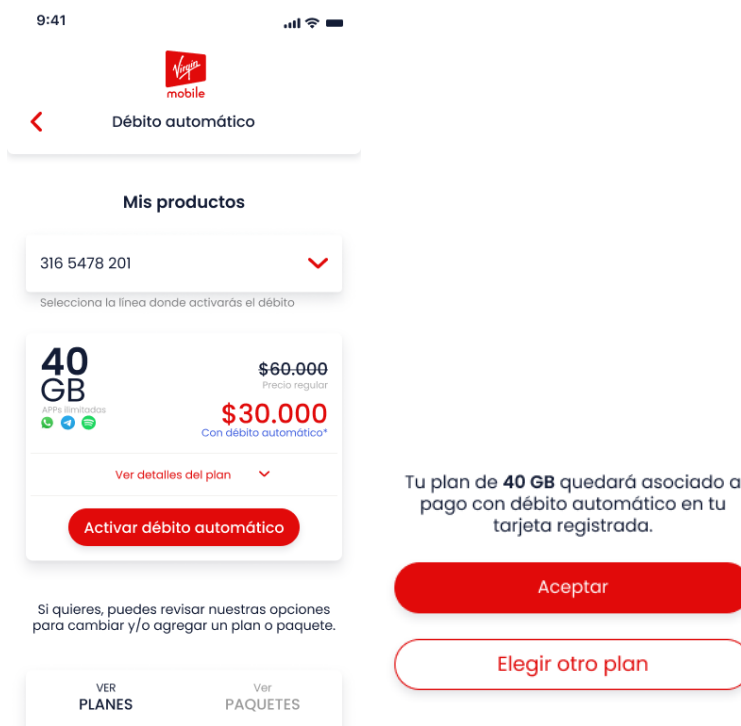 9:41
Virgin
mobile
Débito automático
Mis productos
316 5478 201
Selecciona la línea donde activarás el débito
40
GB
APPs ilimitadas
$60.000
Precio regular
$30.000
Con débito automático*
Ver detalles del plan
Activar débito automático
Si quieres, puedes revisar nuestras opciones
para cambiar y/o agregar un plan o paquete.
VER
PLANES
Ver
PAQUETES
Tu plan de 40 GB quedará asociado a
pago con débito automático en tu
tarjeta registrada.
Aceptar
Elegir otro plan